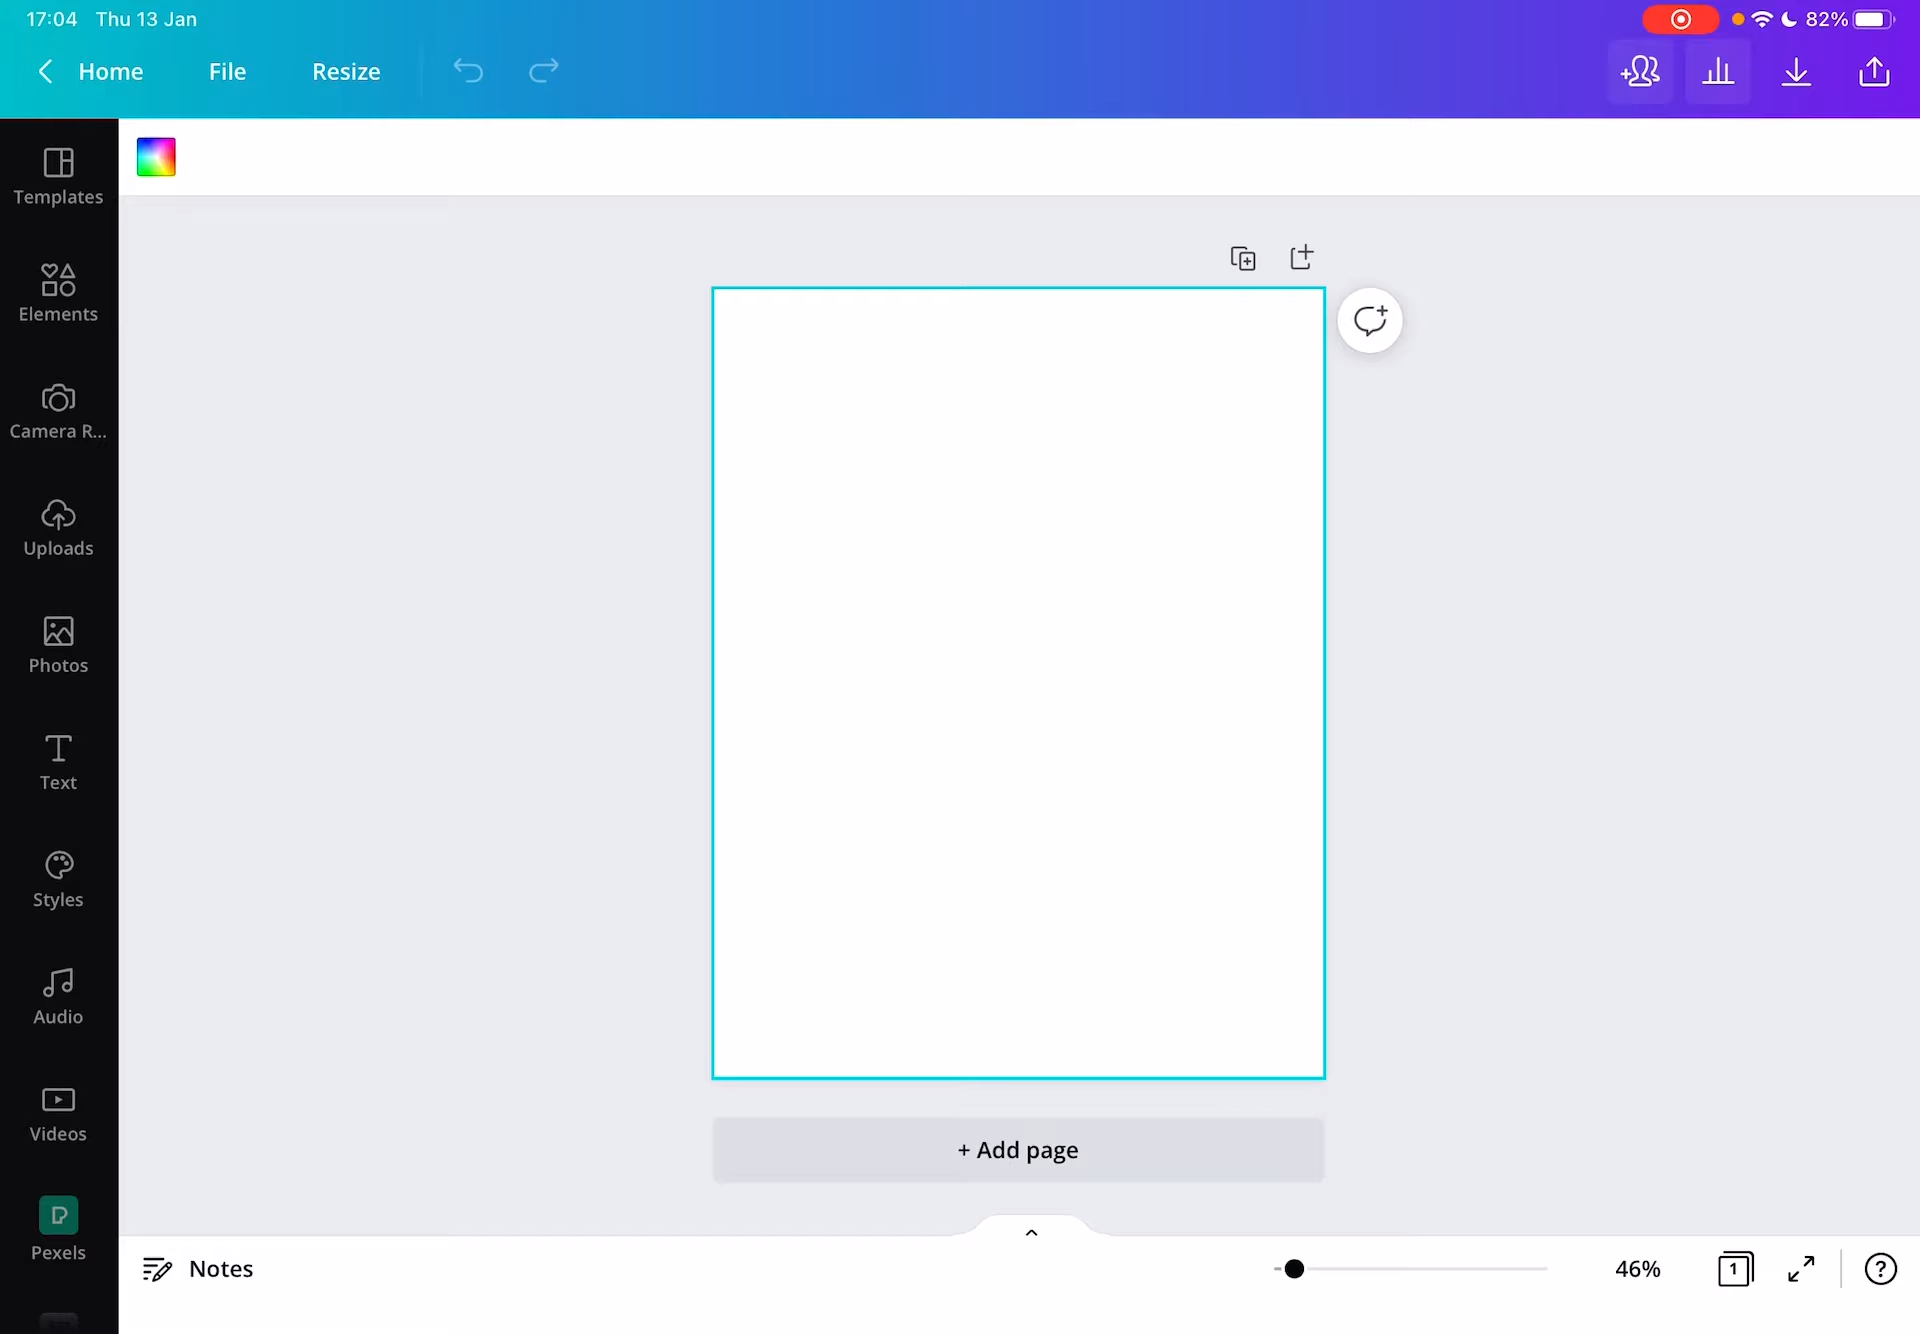 17:04 Thu 13 Jan
82%
Home File Resize
Templates
Elements
Camera R...
Uploads
Photos
Text
Styles
Audio
Videos
Pexels
+ Add page
Notes
46%
1
?